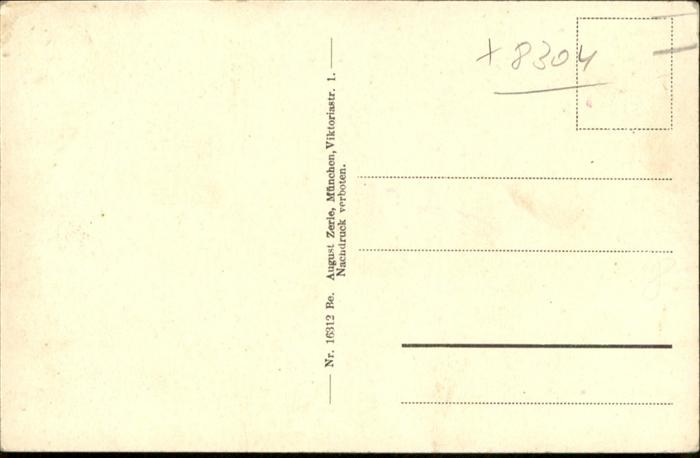 + 8304
Nr. 16312 Be. August Zerle, München, Viktoriastr. 1.
Nachdruck verboten.